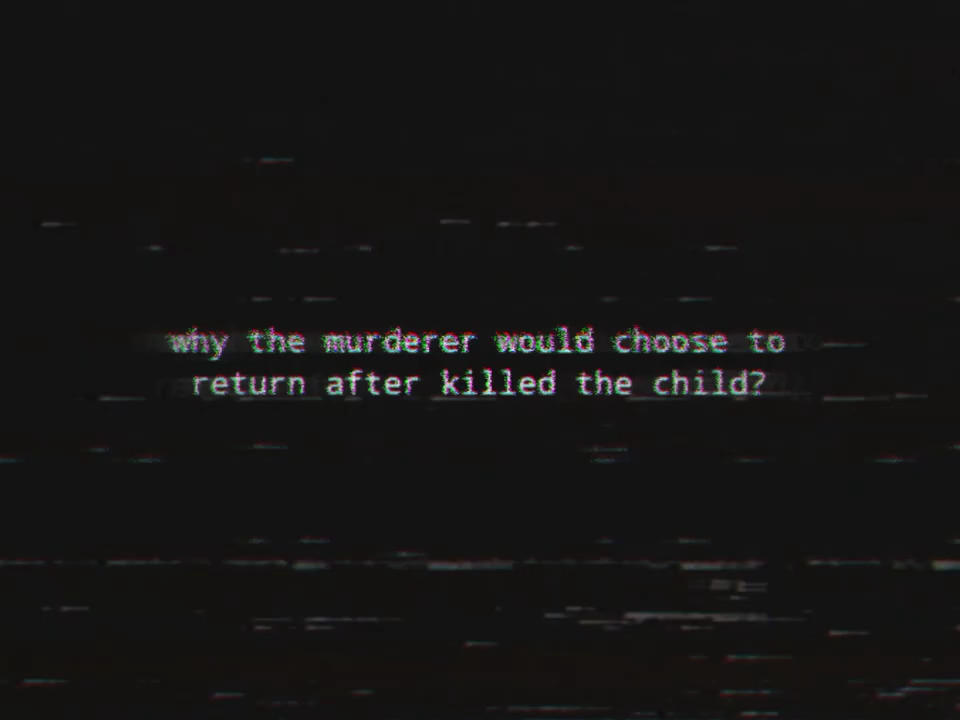 why the murderer would choose to
return after killed the child?